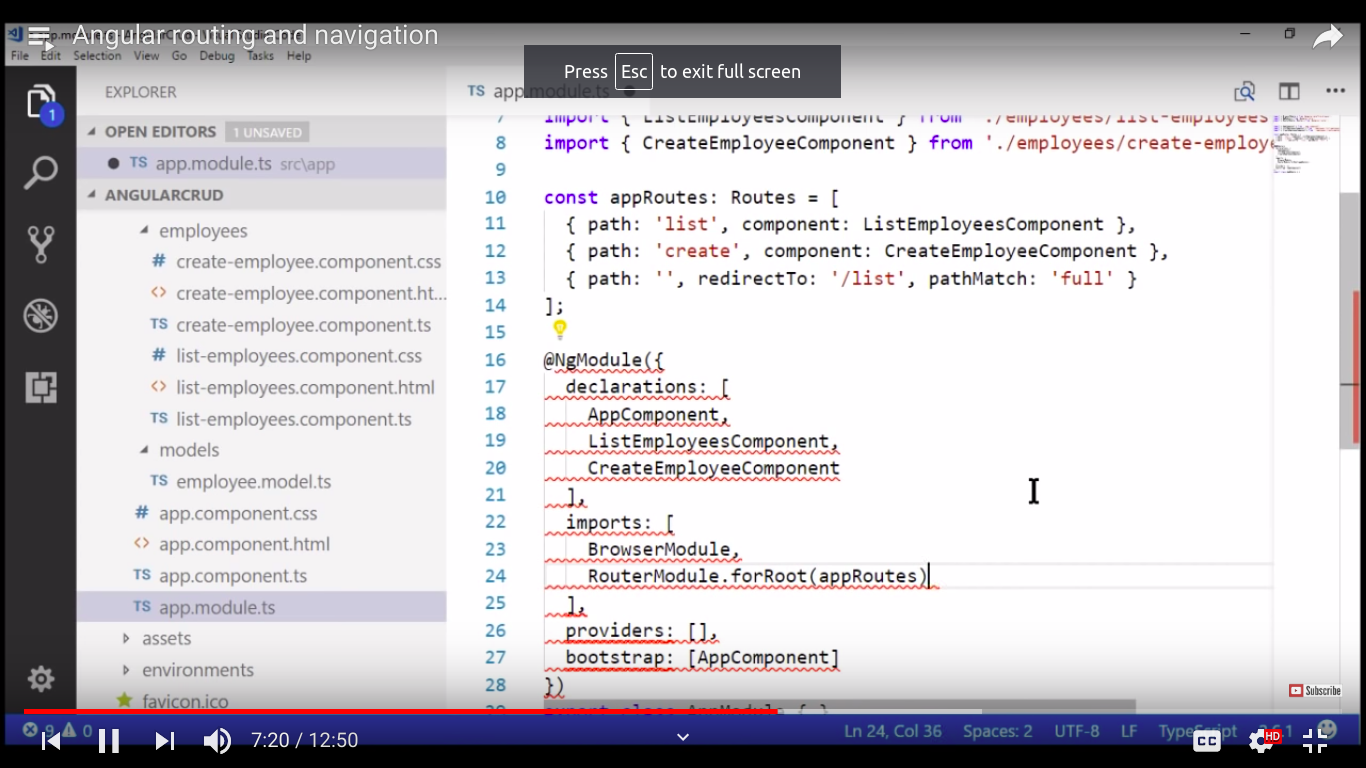 Angular routing and navigation
File Edit Selection View Go Debug Tasks Help
Press Esc to exit full screen
EXPLORER
TS app.module.ts
1
OPEN EDITORS 1 UNSAVED
TS app.module.ts src\app
ANGULARCRUD
employees
# create-employee.component.css
<> create-employee.component.ht...
TS create-employee.component.ts
# list-employees.component.css
<> list-employees.component.html
TS list-employees.component.ts
models
TS employee.model.ts
# app.component.css
<> app.component.html
TS app.component.ts
TS app.module.ts
assets
environments
favicon.ico
7 import { ListEmployeesComponent } from './employees/list-employees
8 import { CreateEmployeeComponent } from './employees/create-employe
9
10 const appRoutes: Routes = [
11 { path: 'list', component: ListEmployeesComponent },
12 { path: 'create', component: CreateEmployeeComponent },
13 { path: '', redirectTo: '/list', pathMatch: 'full' }
14 ];
15
16 @NgModule({
17 declarations: [
18 AppComponent,
19 ListEmployeesComponent,
20 CreateEmployeeComponent
21 ],
22 imports: [
23 BrowserModule,
24 RouterModule.forRoot(appRoutes)
25 ],
26 providers: [],
27 bootstrap: [AppComponent]
28 })
29 export class AppModule { }
Subscribe
9 0 Ln 24, Col 36 Spaces: 2 UTF-8 LF TypeScript 2.6.1
7:20 / 12:50
CC HD